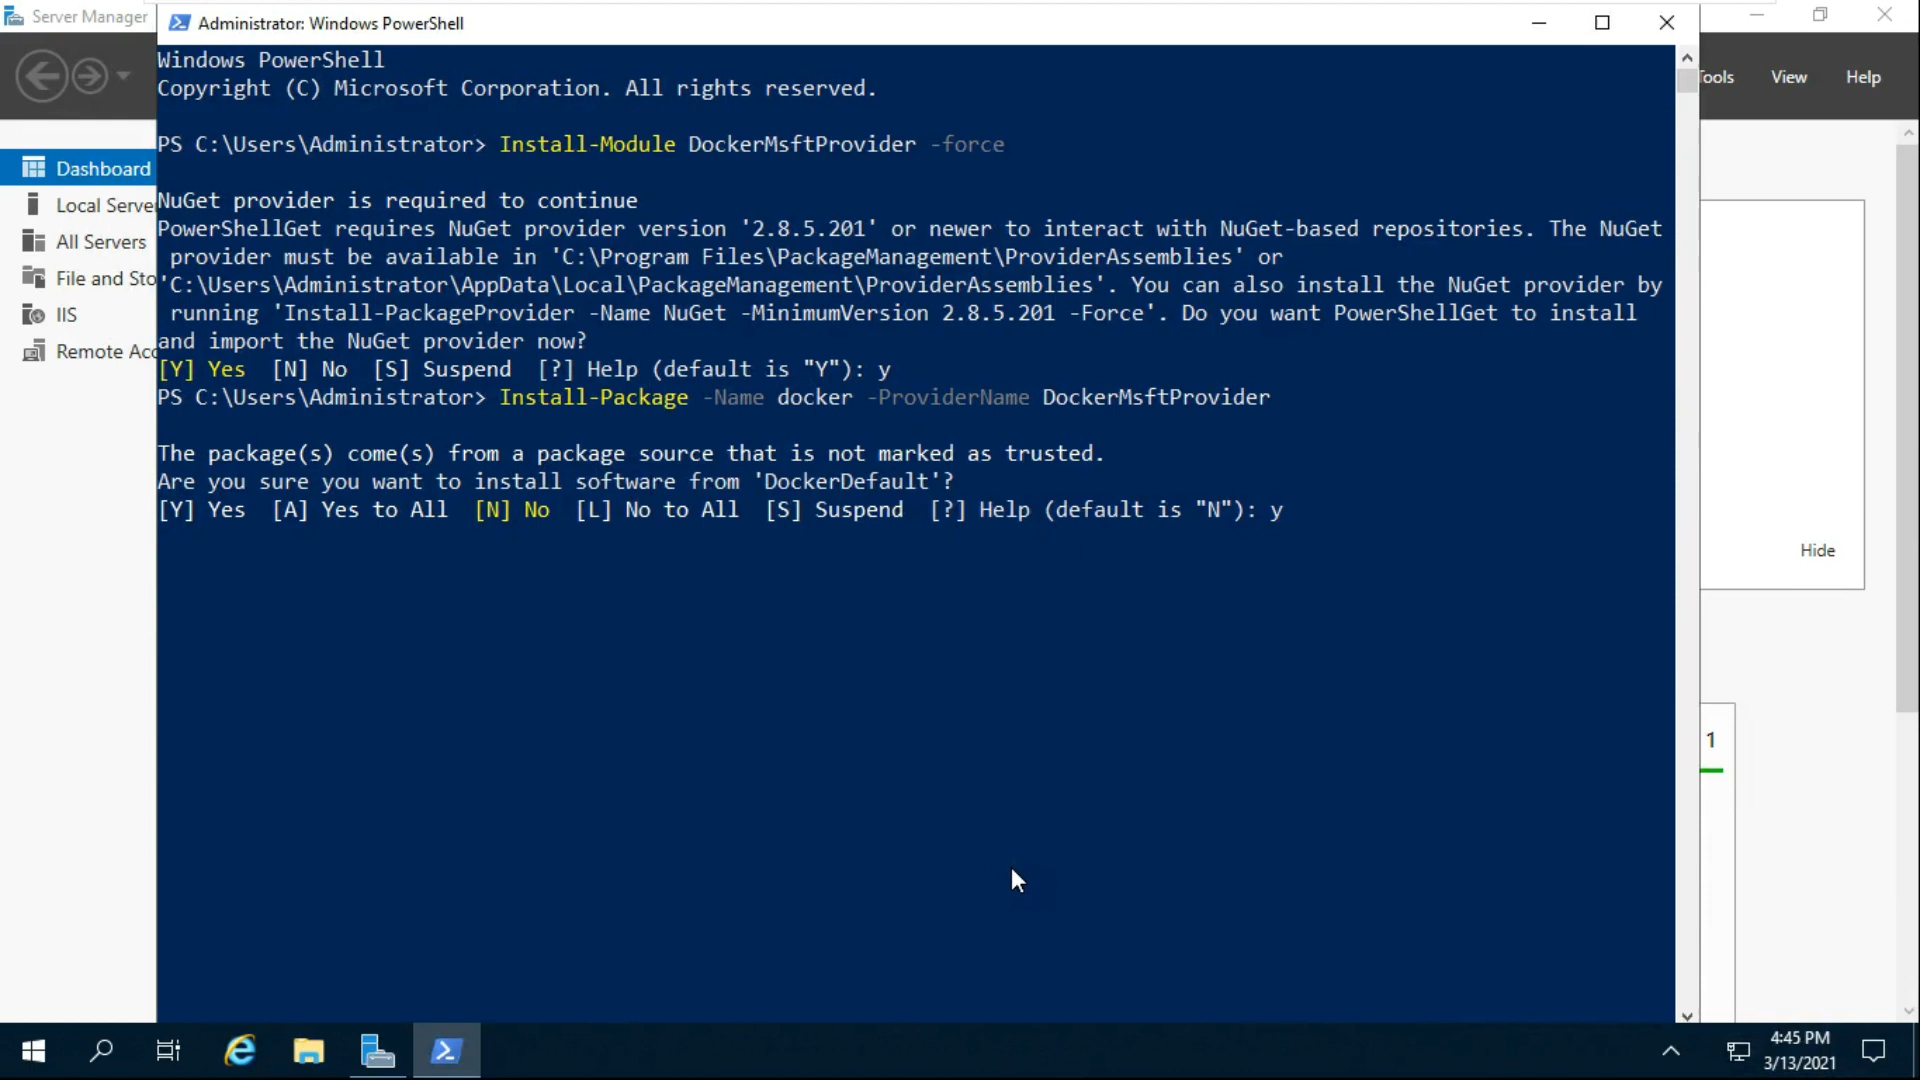 Server Manager
Administrator: Windows PowerShell
Tools
View
Help
Dashboard
Local Server
All Servers
File and Sto
IIS
Remote Acc
Windows PowerShell
Copyright (C) Microsoft Corporation. All rights reserved.
PS C:\Users\Administrator> Install-Module DockerMsftProvider -force
NuGet provider is required to continue
PowerShellGet requires NuGet provider version '2.8.5.201' or newer to interact with NuGet-based repositories. The NuGet
provider must be available in 'C:\Program Files\PackageManagement\ProviderAssemblies' or
'C:\Users\Administrator\AppData\Local\PackageManagement\ProviderAssemblies'. You can also install the NuGet provider by
running 'Install-PackageProvider -Name NuGet -MinimumVersion 2.8.5.201 -Force'. Do you want PowerShellGet to install
and import the NuGet provider now?
[Y] Yes [N] No [S] Suspend [?] Help (default is "Y"): y
PS C:\Users\Administrator> Install-Package -Name docker -ProviderName DockerMsftProvider
The package(s) come(s) from a package source that is not marked as trusted.
Are you sure you want to install software from 'DockerDefault'?
[Y] Yes [A] Yes to All [N] No [L] No to All [S] Suspend [?] Help (default is "N"): y
Hide
1
4:45 PM
3/13/2021